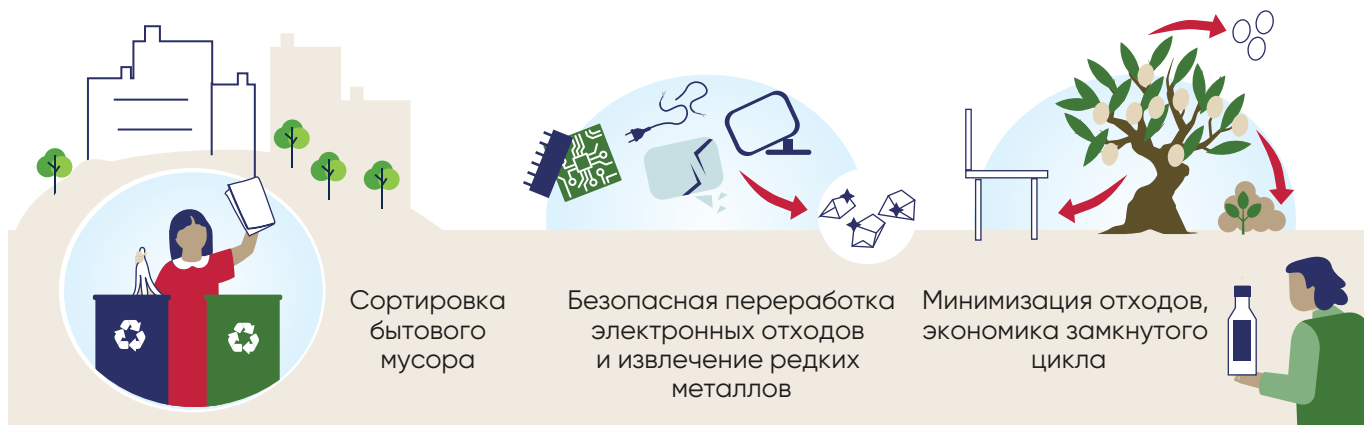 Сортировка
бытового
мусора
Безопасная переработка
электронных отходов
и извлечение редких
металлов
Минимизация отходов,
экономика замкнутого
цикла